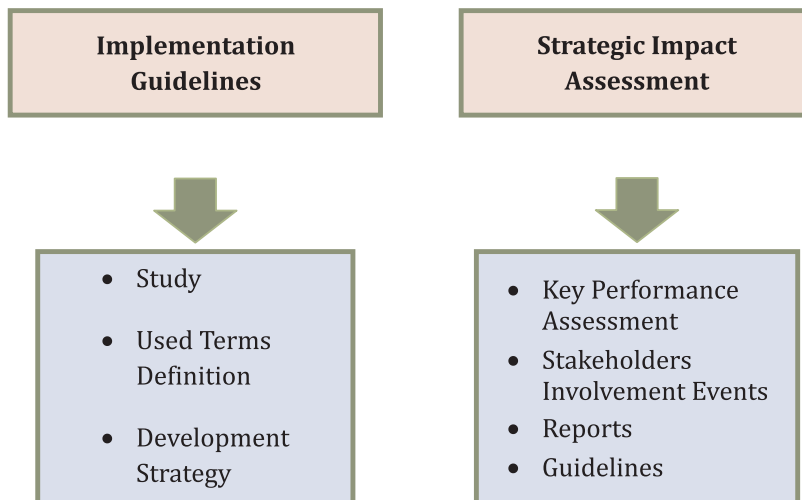 Implementation
Guidelines
• Study
• Used Terms
Definition
• Development
Strategy
Strategic Impact
Assessment
• Key Performance
Assessment
• Stakeholders
Involvement Events
• Reports
• Guidelines